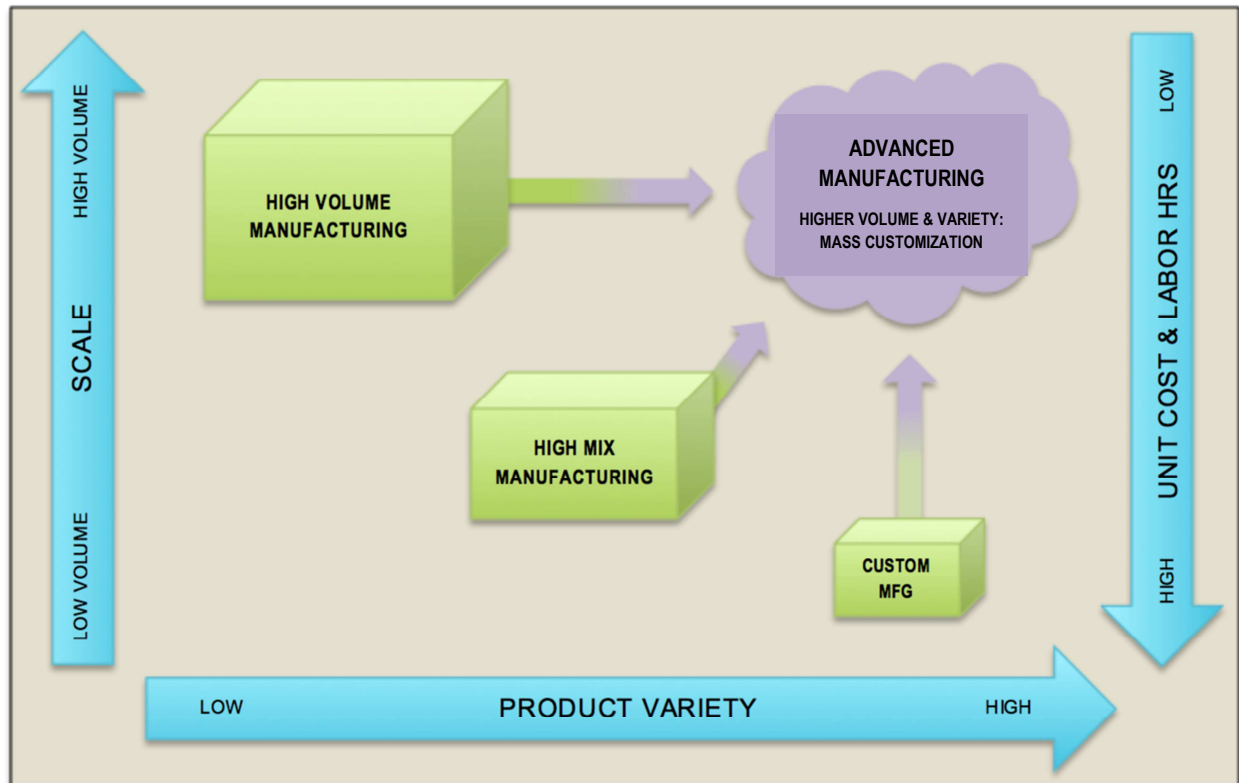 HIGH VOLUME
SCALE
LOW VOLUME
HIGH VOLUME
MANUFACTURING
ADVANCED
MANUFACTURING
HIGHER VOLUME & VARIETY:
MASS CUSTOMIZATION
HIGH MIX
MANUFACTURING
CUSTOM
MFG
LOW
UNIT COST & LABOR HRS
HIGH
LOW
PRODUCT VARIETY
HIGH